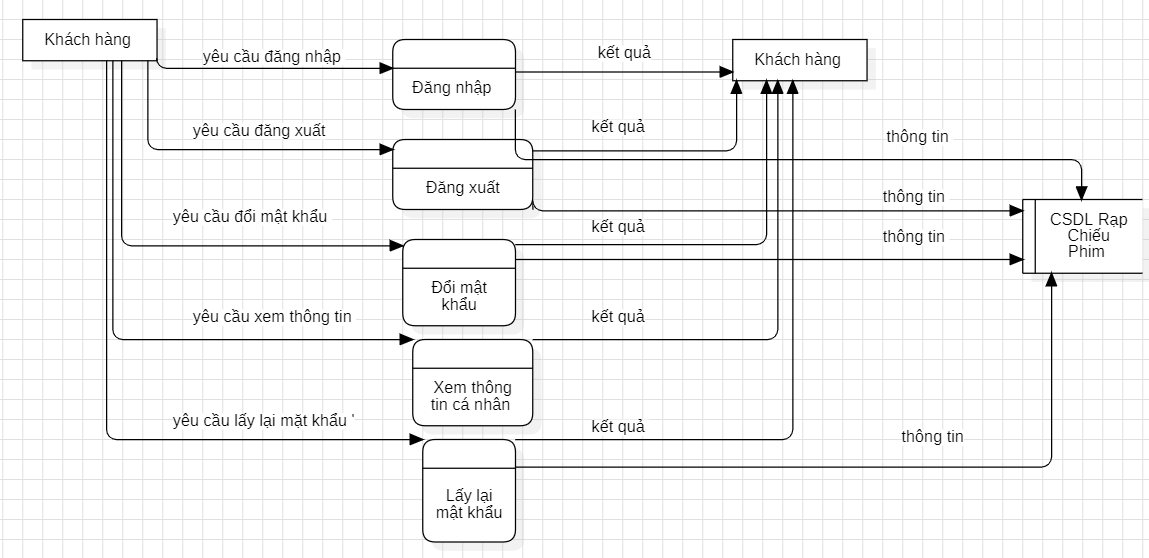 Khách hàng
yêu cầu đăng nhập
kết quả
Khách hàng
Đăng nhập
yêu cầu đăng xuất
kết quả
thông tin
Đăng xuất
thông tin
yêu cầu đổi mật khẩu
kết quả
thông tin
CSDL Rạp
Chiếu
Phim
Đổi mật
khẩu
yêu cầu xem thông tin
kết quả
Xem thông
tin cá nhân
yêu cầu lấy lại mặt khẩu '
kết quả
thông tin
Lấy lại
mật khẩu